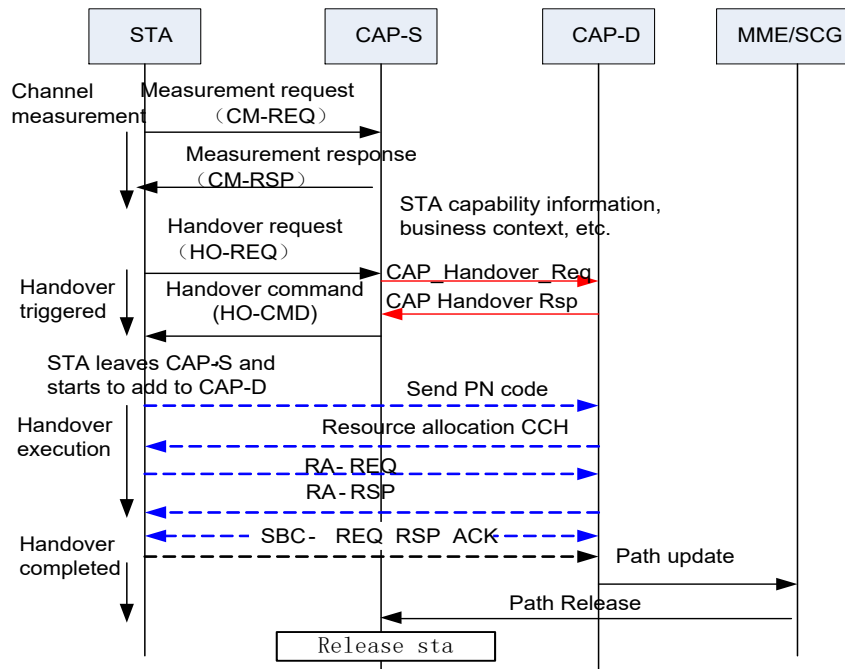 STA
CAP-S
CAP-D
MME/SCG
Channel
measurement
Measurement request
（CM-REQ）
Measurement response
（CM-RSP）
STA capability information,
business context, etc.
Handover request
（HO-REQ）
CAP_Handover_Req
Handover
triggered
Handover command
(HO-CMD)
CAP Handover Rsp
STA leaves CAP-S and
starts to add to CAP-D
Send PN code
Handover
execution
Resource allocation CCH
RA-REQ
RA-RSP
SBC- REQ RSP ACK
Handover
completed
Path update
Path Release
Release sta